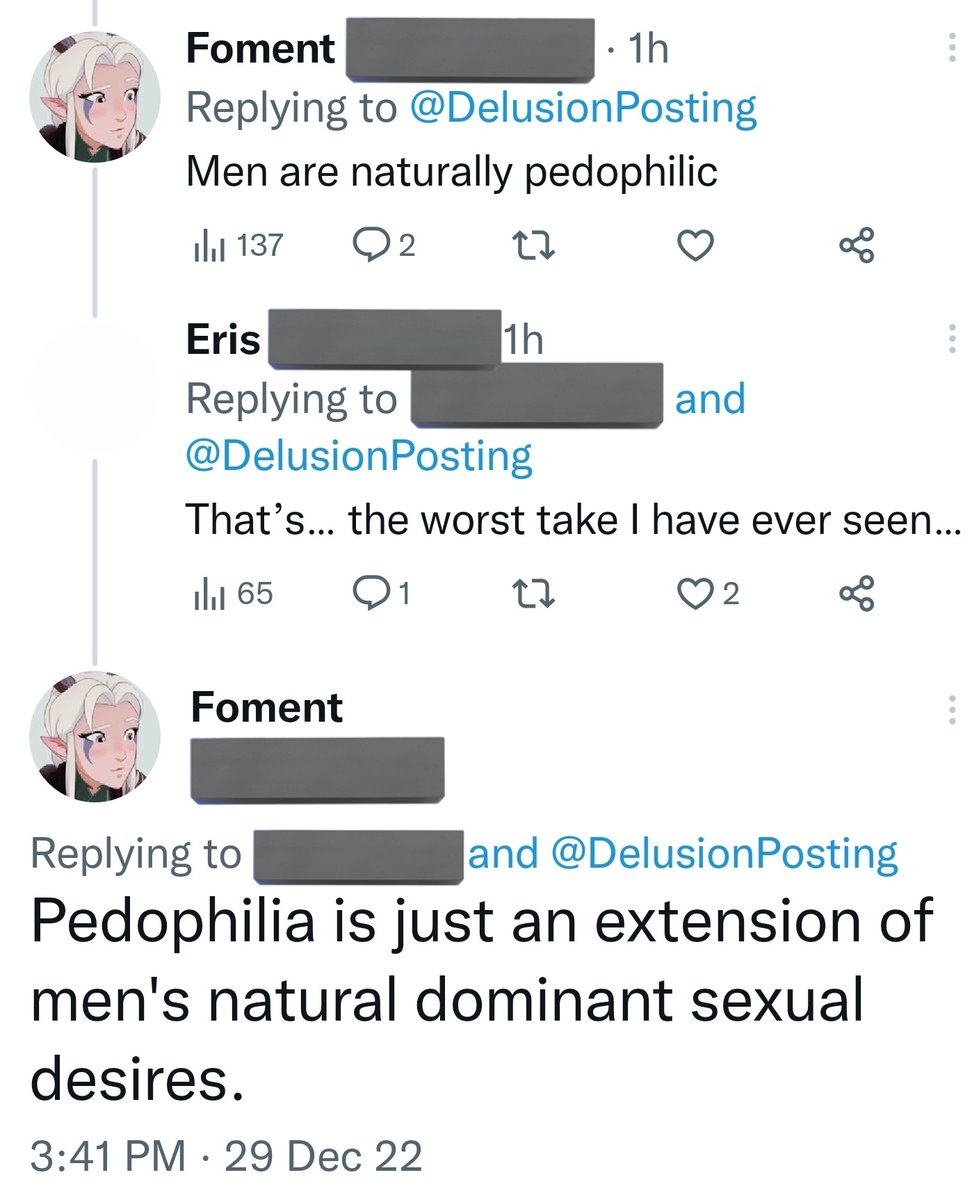 Foment · 1h
Replying to @DelusionPosting
Men are naturally pedophilic
137 2
Eris 1h
Replying to and
@DelusionPosting
That’s... the worst take I have ever seen...
65 1 2
Foment
Replying to and @DelusionPosting
Pedophilia is just an extension of
men's natural dominant sexual
desires.
3:41 PM · 29 Dec 22